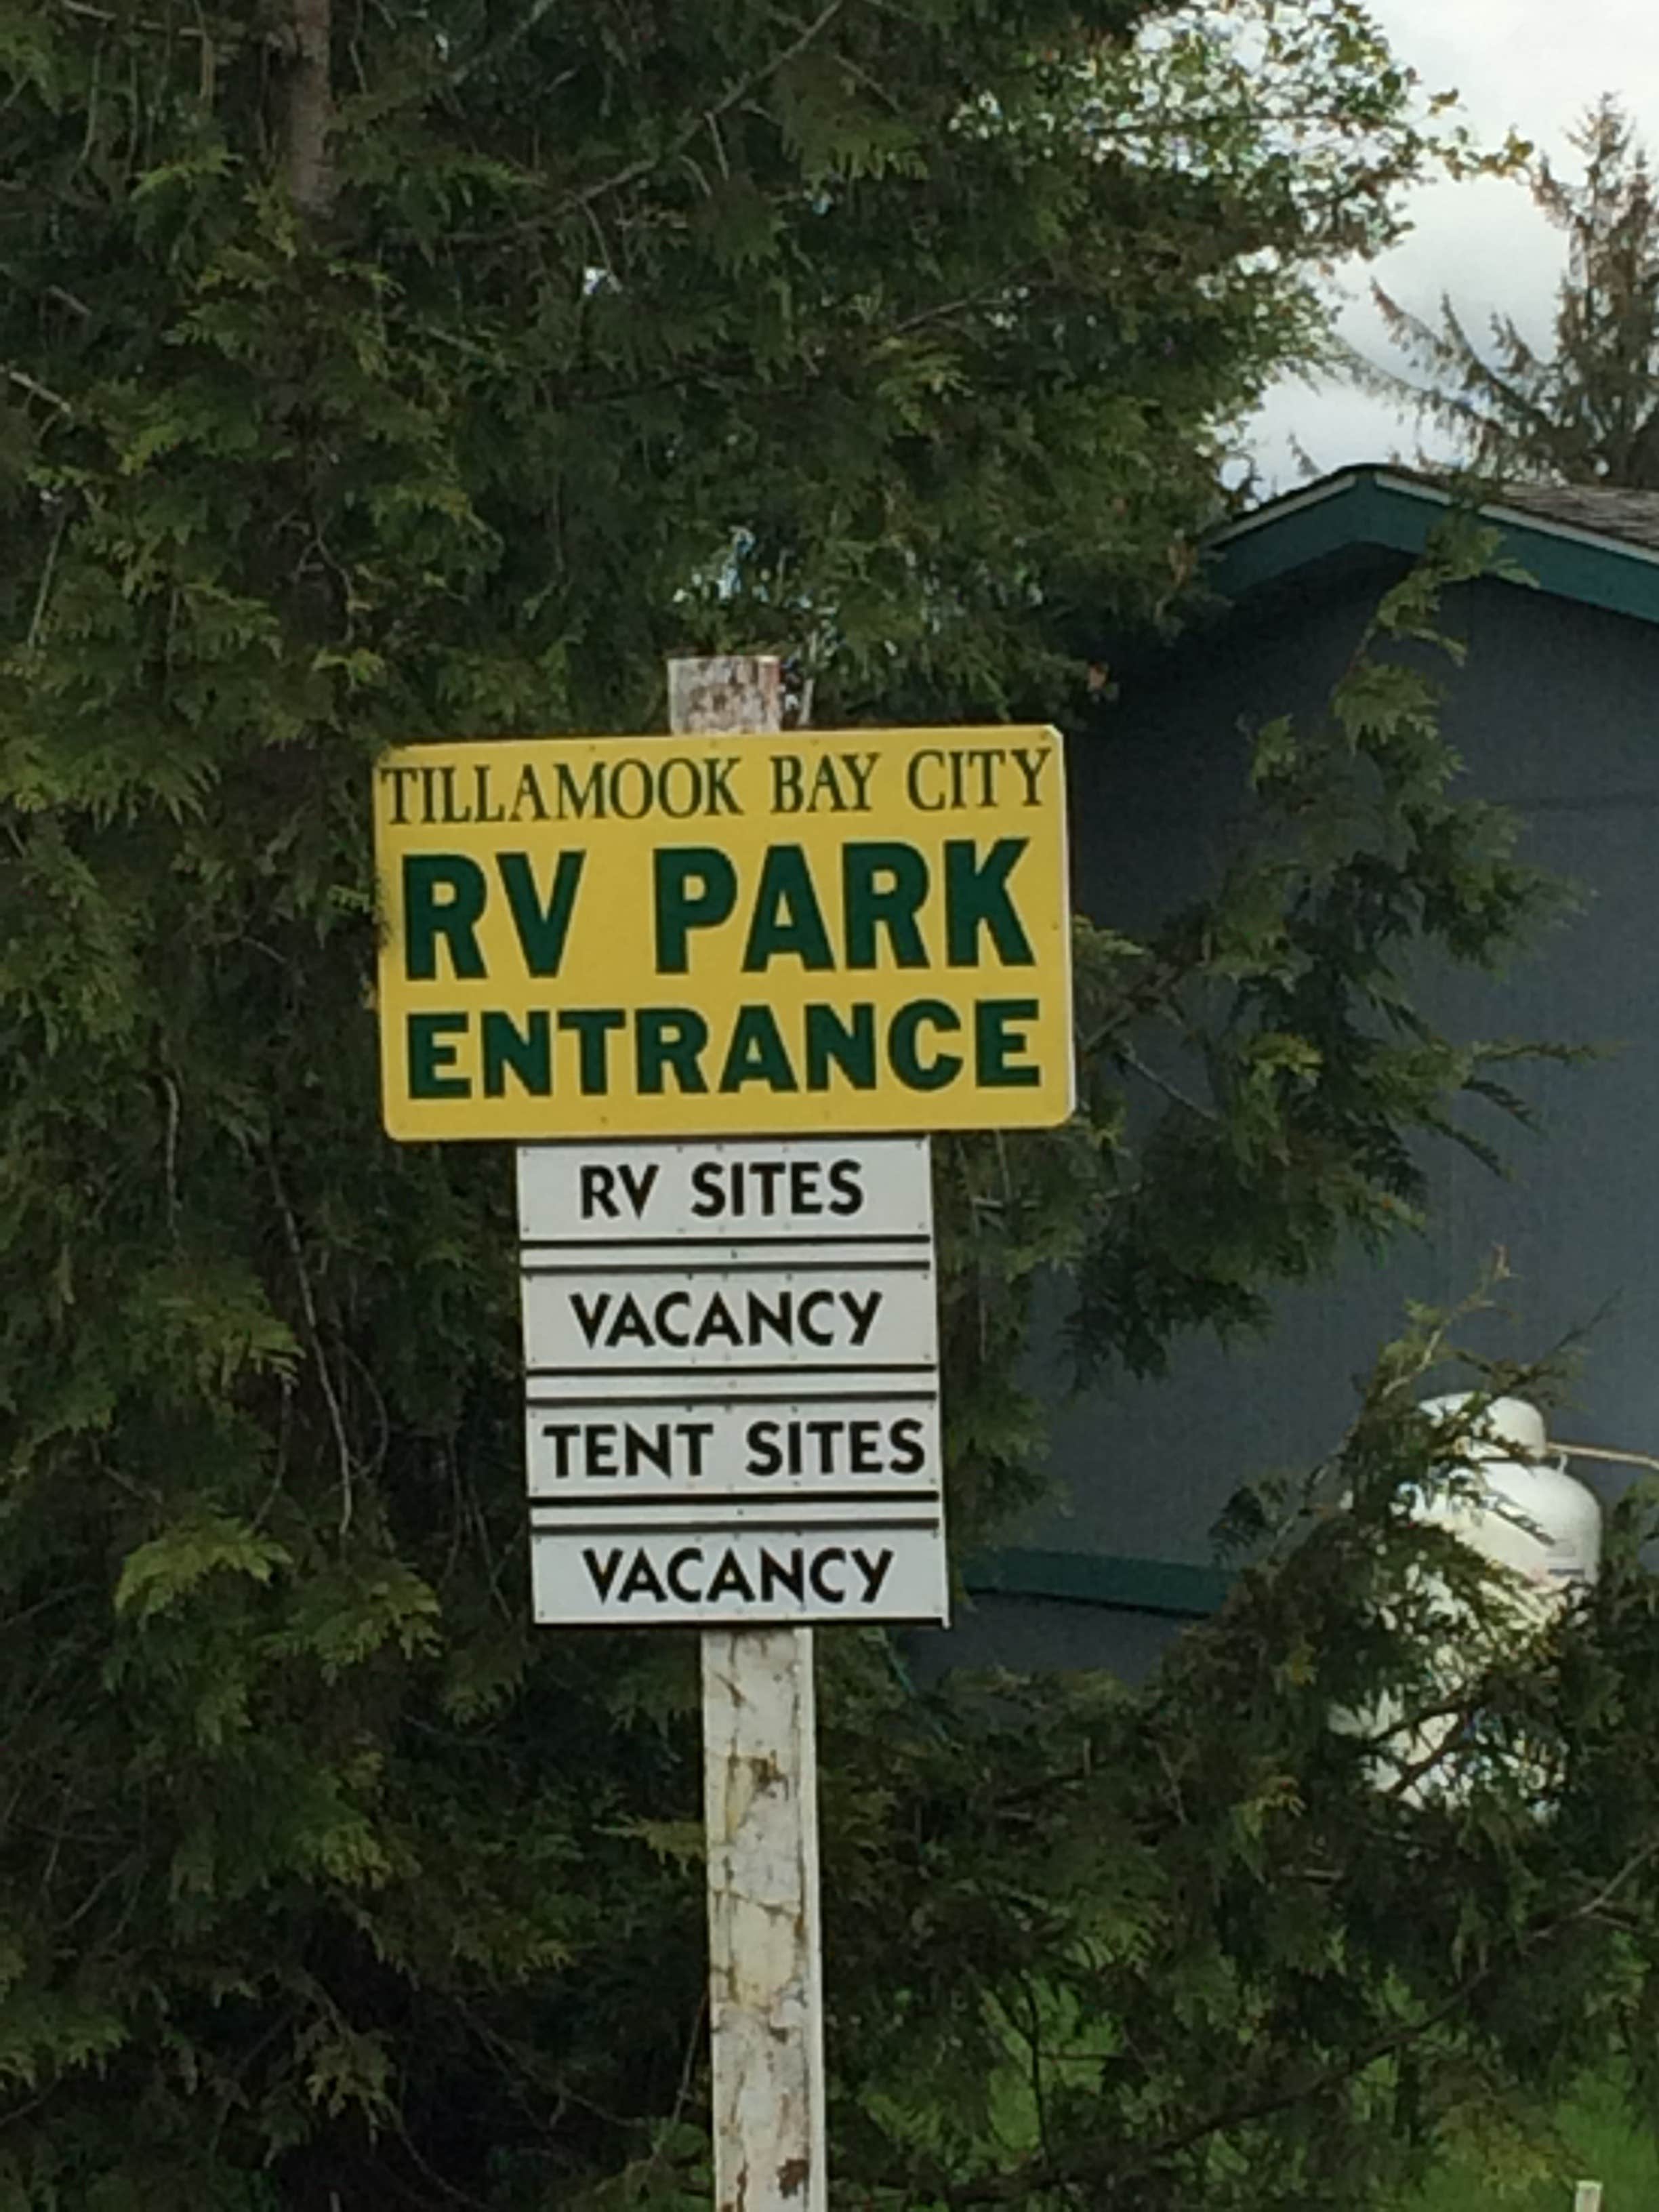 TILLAMOOK BAY CITY
RV PARK
ENTRANCE
RV SITES
VACANCY
TENT SITES
VACANCY